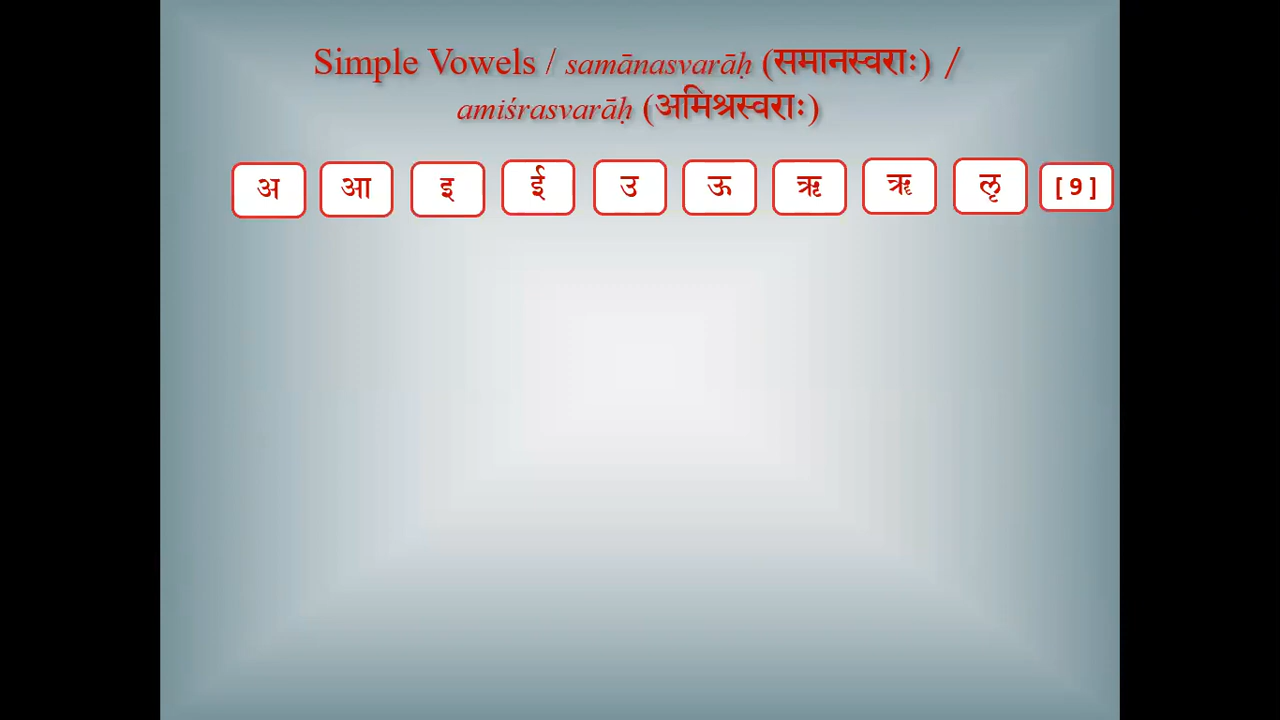 Simple Vowels / samānasvarāḥ (समानस्वराः) /
amiśrasvarāḥ (अमिश्रस्वराः)
अ आ इ ई उ ऊ ऋ ॠ ऌ [ 9 ]